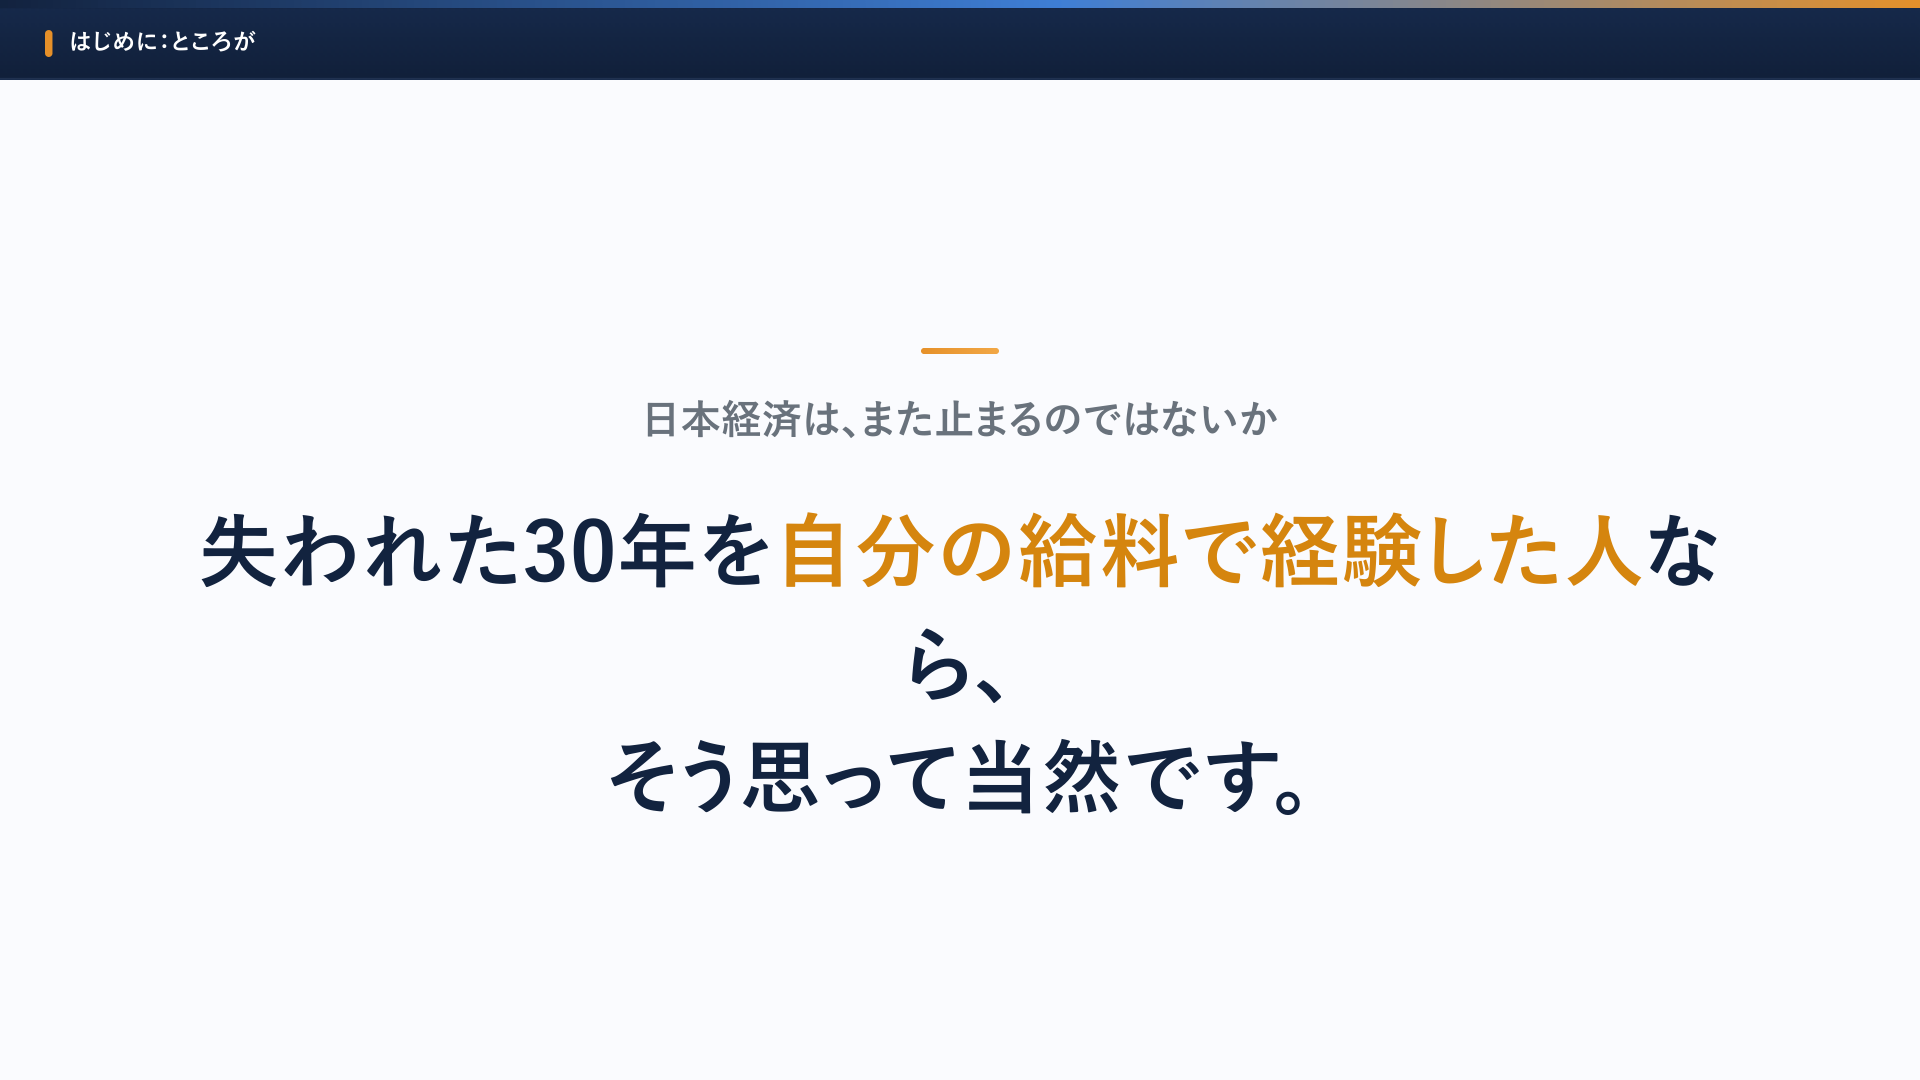 はじめに：ところが
日本経済は、また止まるのではないか
失われた30年を自分の給料で経験した人な
ら、
そう思って当然です。